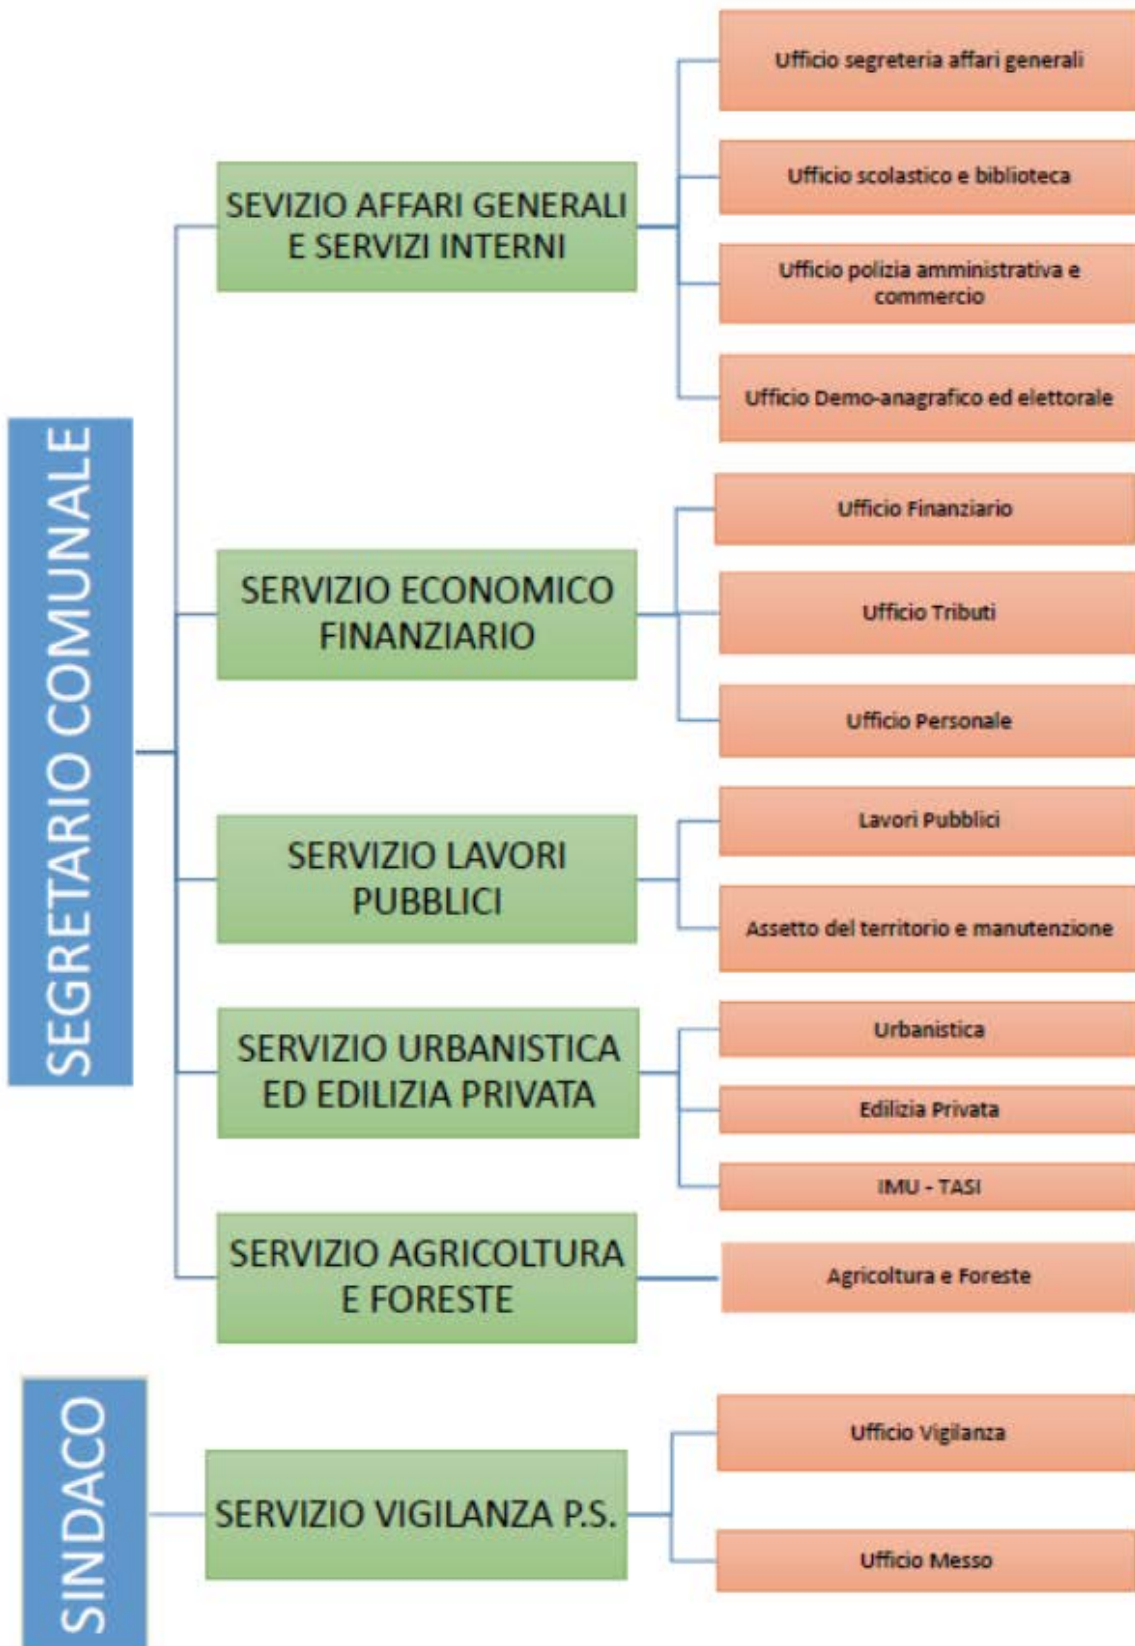 SEGRETARIO COMUNALE
SEVIZIO AFFARI GENERALI
E SERVIZI INTERNI
Ufficio segreteria affari generali
Ufficio scolastico e biblioteca
Ufficio polizia amministrativa e
commercio
Ufficio Demo-anagrafico ed elettorale
SERVIZIO ECONOMICO
FINANZIARIO
Ufficio Finanziario
Ufficio Tributi
Ufficio Personale
SERVIZIO LAVORI
PUBBLICI
Lavori Pubblici
Assetto del territorio e manutenzione
SERVIZIO URBANISTICA
ED EDILIZIA PRIVATA
Urbanistica
Edilizia Privata
IMU - TASI
SERVIZIO AGRICOLTURA
E FORESTE
Agricoltura e Foreste
SINDACO
SERVIZIO VIGILANZA P.S.
Ufficio Vigilanza
Ufficio Messo